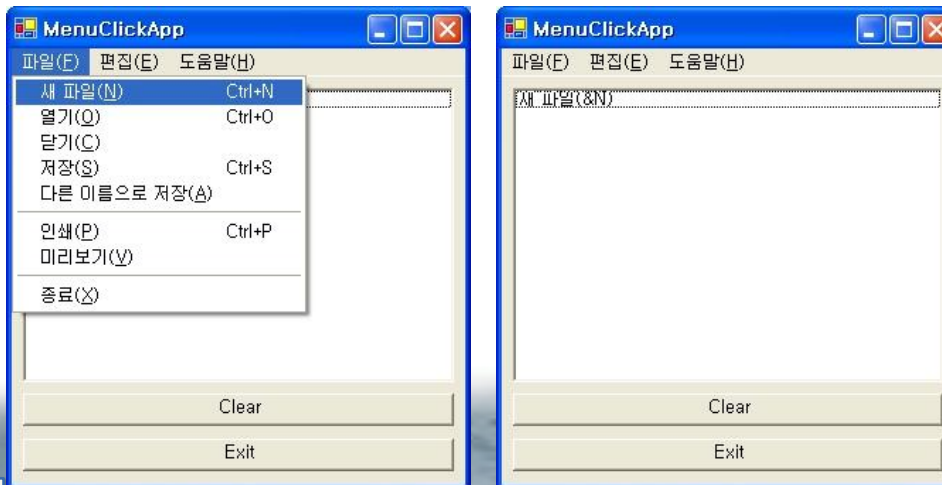 MenuClickApp
파일(F) 편집(E) 도움말(H)
새 파일(N) Ctrl+N
열기(O) Ctrl+O
닫기(C)
저장(S) Ctrl+S
다른 이름으로 저장(A)
인쇄(P) Ctrl+P
미리보기(V)
종료(X)
Clear
Exit
MenuClickApp
파일(F) 편집(E) 도움말(H)
새 파일(&N)
Clear
Exit